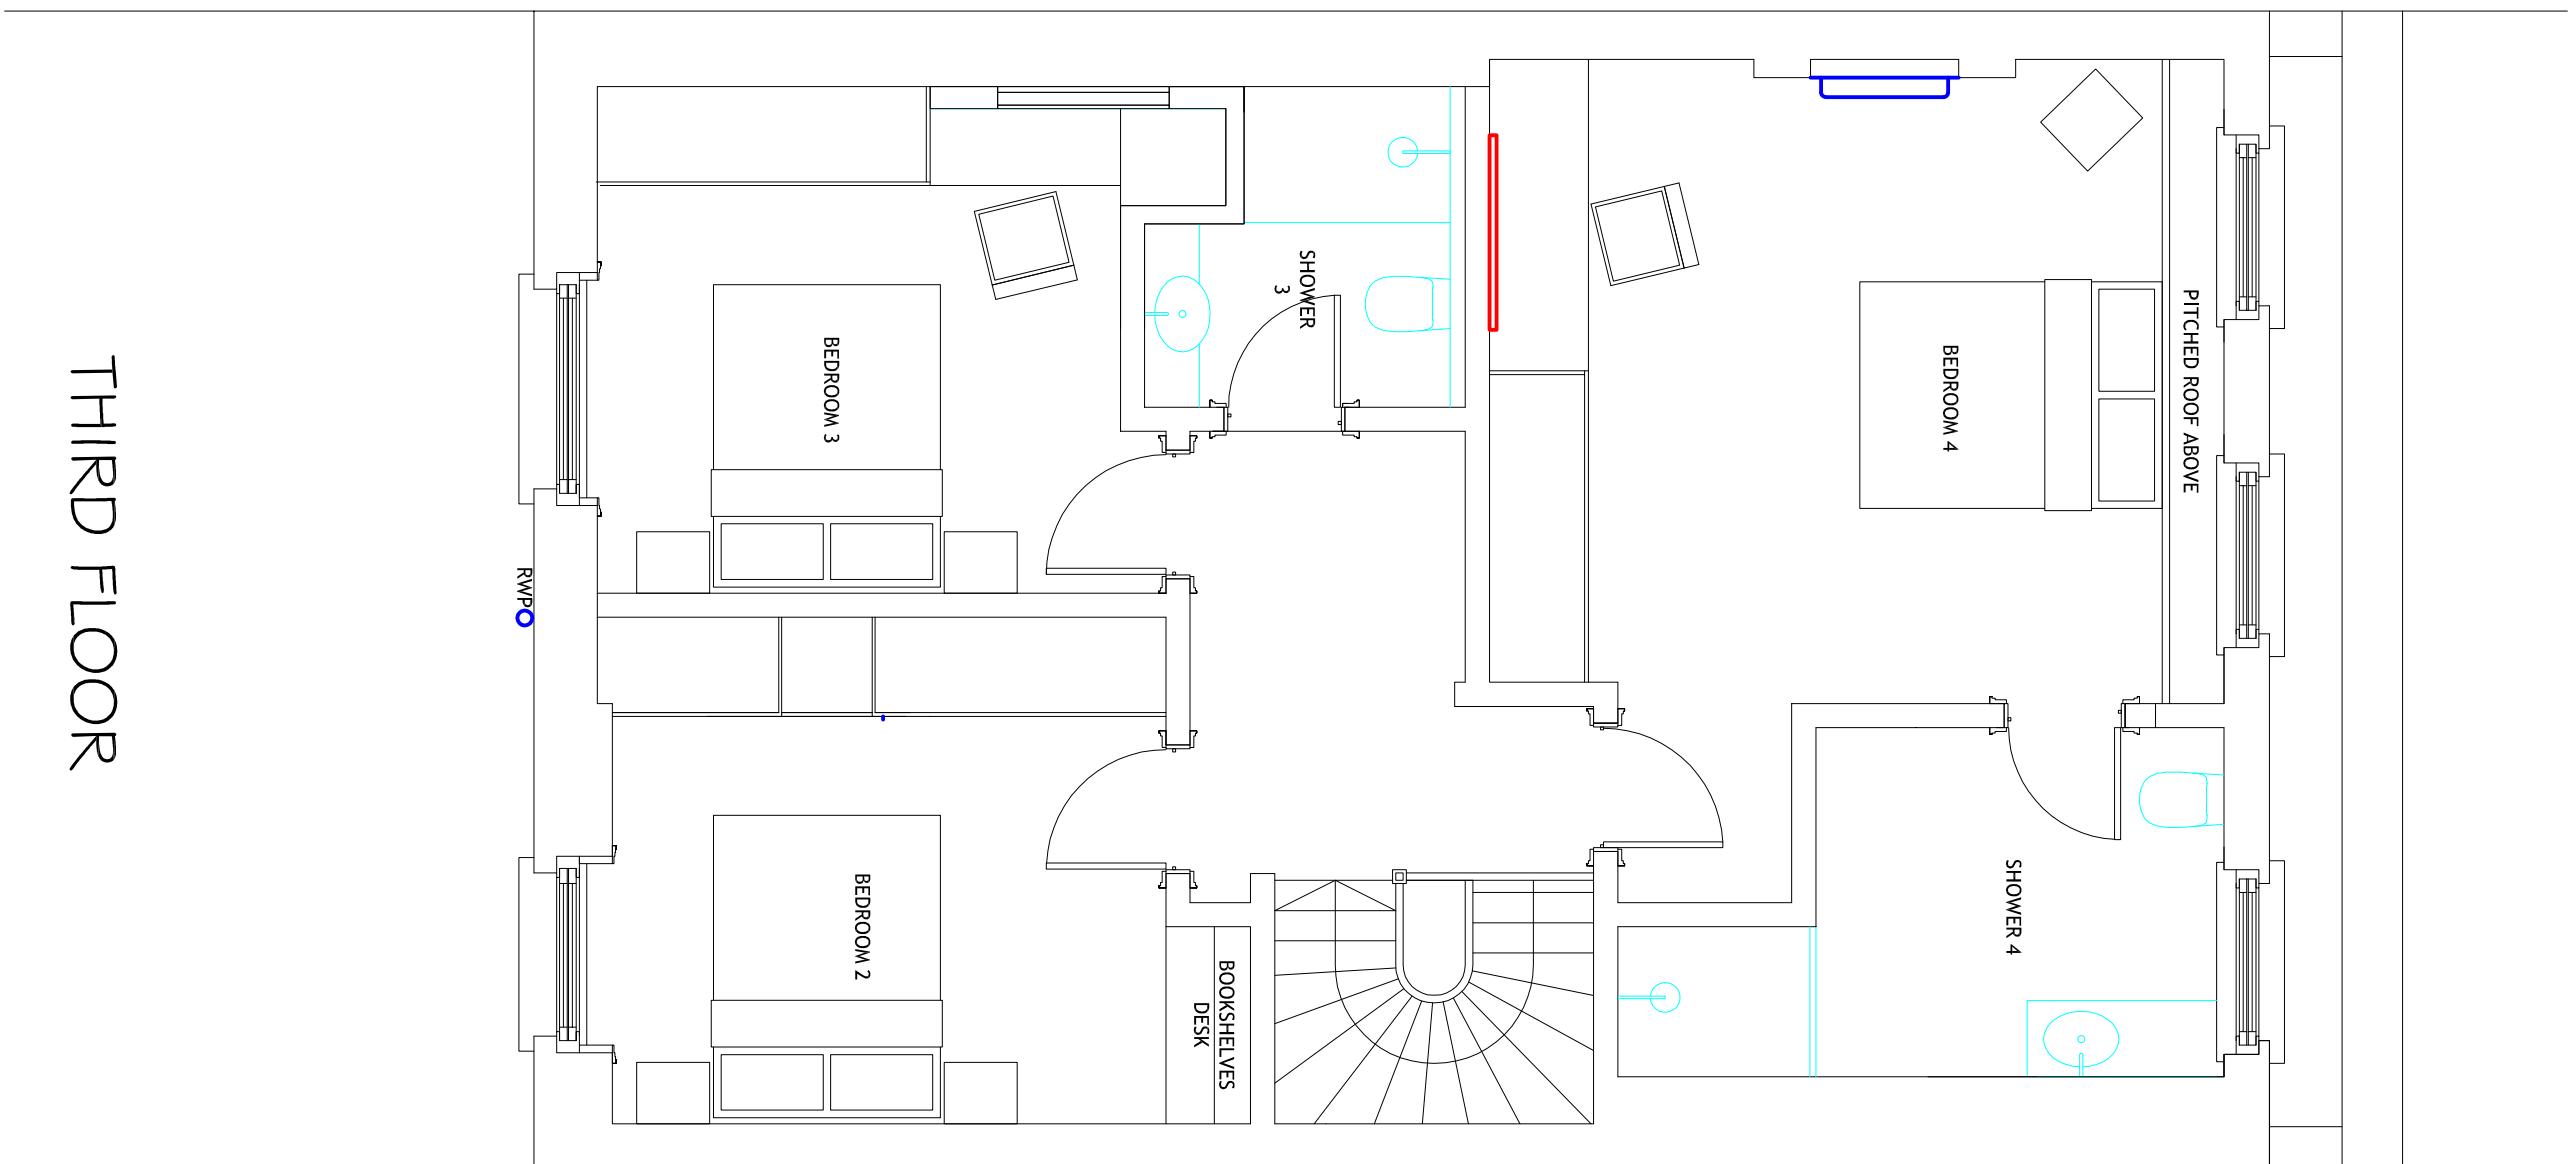 PITCHED ROOF ABOVE
BEDROOM 4
SHOWER 4
SHOWER
3
BOOKSHELVES
DESK
BEDROOM 3
BEDROOM 2
RWP
THIRD FLOOR